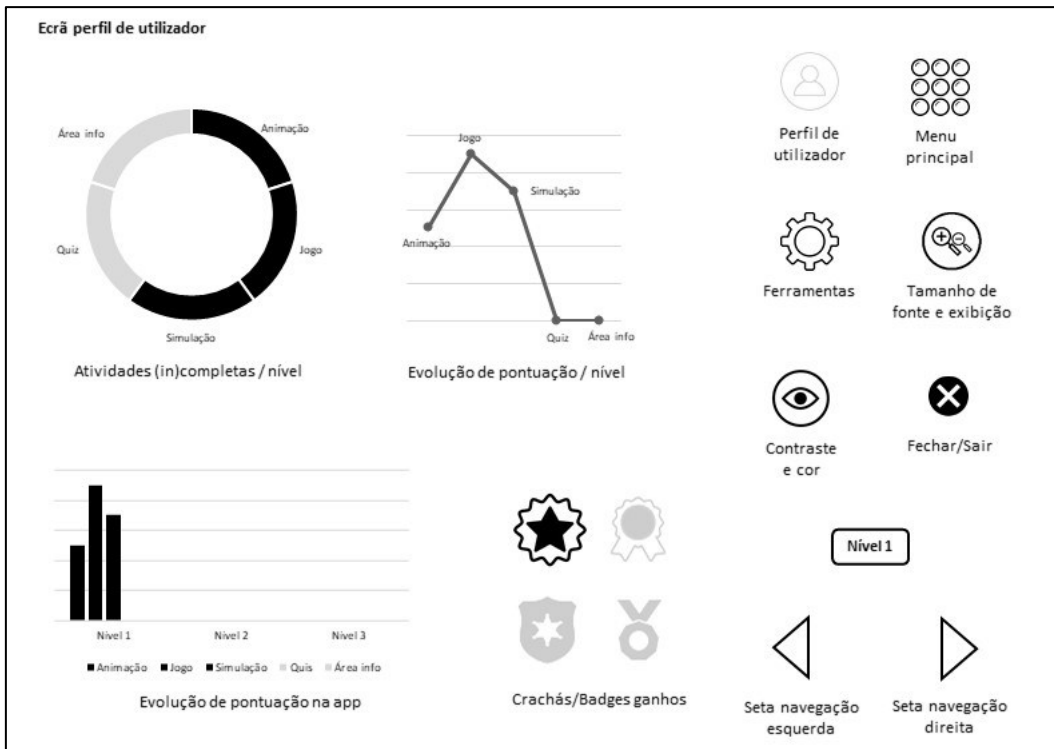 Ecrã perfil de utilizador
Área info
Animação
Quiz
Jogo
Simulação
Atividades (in)completas / nível
Jogo
Simulação
Animação
Quiz
Área info
Evolução de pontuação / nível
Perfil de
utilizador
Menu
principal
Ferramentas
Tamanho de
fonte e exibição
Contraste
e cor
Fechar/Sair
Nivel 1
Nivel 2
Nivel 3
Animação
Jogo
Simulação
Quis
Área info
Evolução de pontuação na app
Crachás/Badges ganhos
Nível 1
Seta navegação
esquerda
Seta navegação
direita